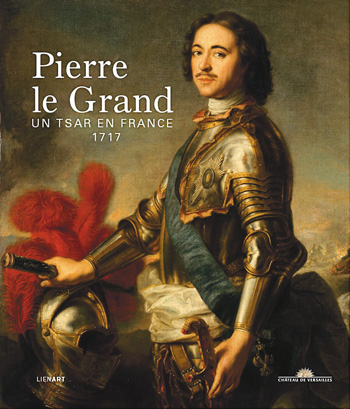 Pierre
le Grand
UN TSAR EN FRANCE
1717
LIENART
CHÂTEAU DE VERSAILLES